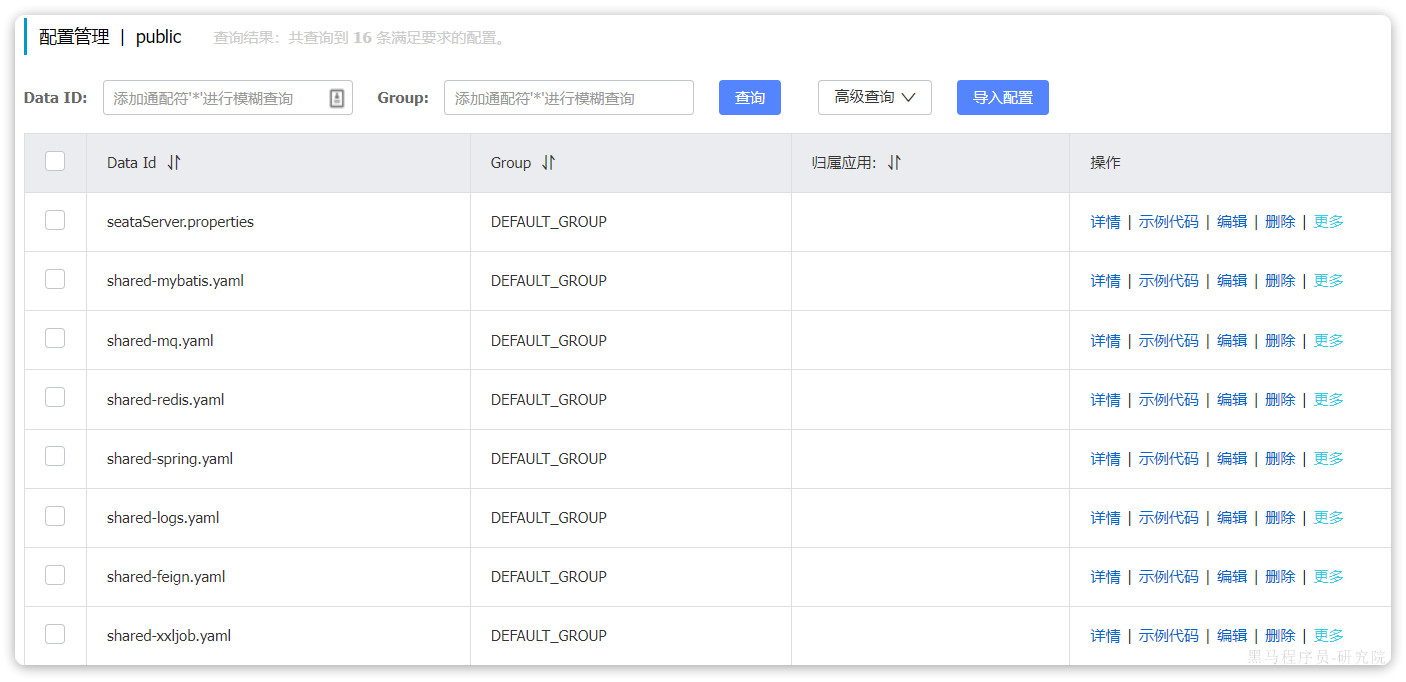 配置管理 | public 查询结果：共查询到 16 条满足要求的配置。
Data ID: 添加通配符'*'进行模糊查询 Group: 添加通配符'*'进行模糊查询 查询 高级查询 导入配置
Data Id Group 归属应用: 操作
seataServer.properties DEFAULT_GROUP 详情 | 示例代码 | 编辑 | 删除 | 更多
shared-mybatis.yaml DEFAULT_GROUP 详情 | 示例代码 | 编辑 | 删除 | 更多
shared-mq.yaml DEFAULT_GROUP 详情 | 示例代码 | 编辑 | 删除 | 更多
shared-redis.yaml DEFAULT_GROUP 详情 | 示例代码 | 编辑 | 删除 | 更多
shared-spring.yaml DEFAULT_GROUP 详情 | 示例代码 | 编辑 | 删除 | 更多
shared-logs.yaml DEFAULT_GROUP 详情 | 示例代码 | 编辑 | 删除 | 更多
shared-feign.yaml DEFAULT_GROUP 详情 | 示例代码 | 编辑 | 删除 | 更多
shared-xxljob.yaml DEFAULT_GROUP 详情 | 示例代码 | 编辑 | 删除 | 更多
黑马程序员-研究院